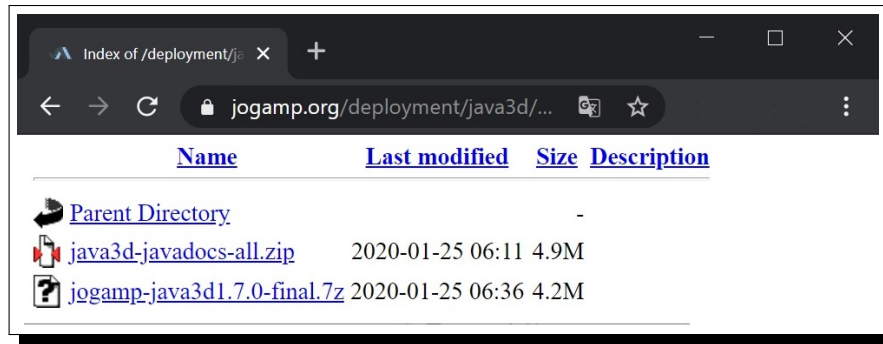 Index of /deployment/ja
jogamp.org/deployment/java3d/...
Name Last modified Size Description
Parent Directory -
java3d-javadocs-all.zip 2020-01-25 06:11 4.9M
jogamp-java3d1.7.0-final.7z 2020-01-25 06:36 4.2M